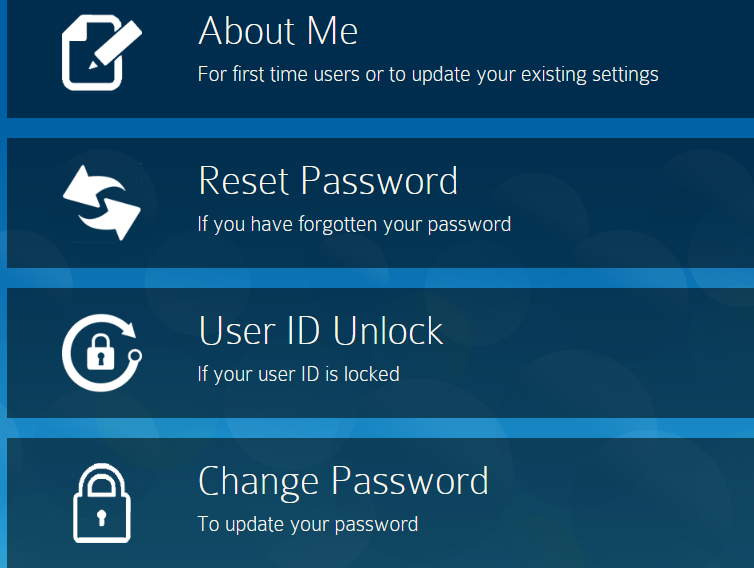 About Me
For first time users or to update your existing settings
Reset Password
If you have forgotten your password
User ID Unlock
If your user ID is locked
Change Password
To update your password